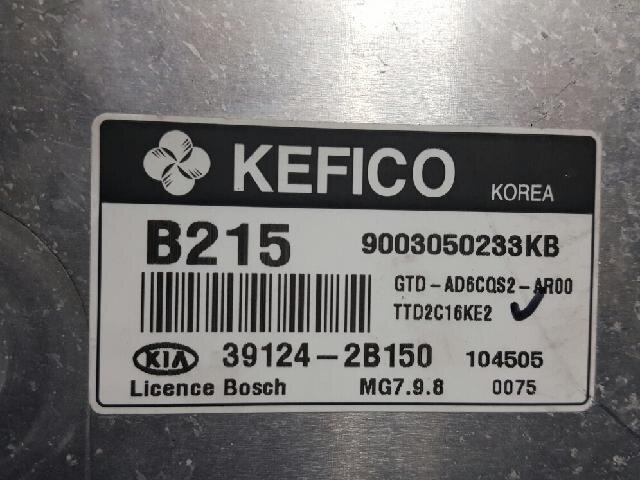 KEFICO KOREA
B215 9003050233KB
GTD-AD6CQS2-AR00
TTD2C16KE2
KIA 39124-2B150 104505
Licence Bosch MG7.9.8 0075